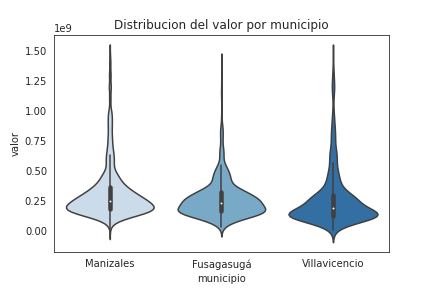 Distribucion del valor por municipio
1e9
1.50
1.25
1.00
0.75
0.50
0.25
0.00
valor
Manizales Fusagasugá Villavicencio
municipio